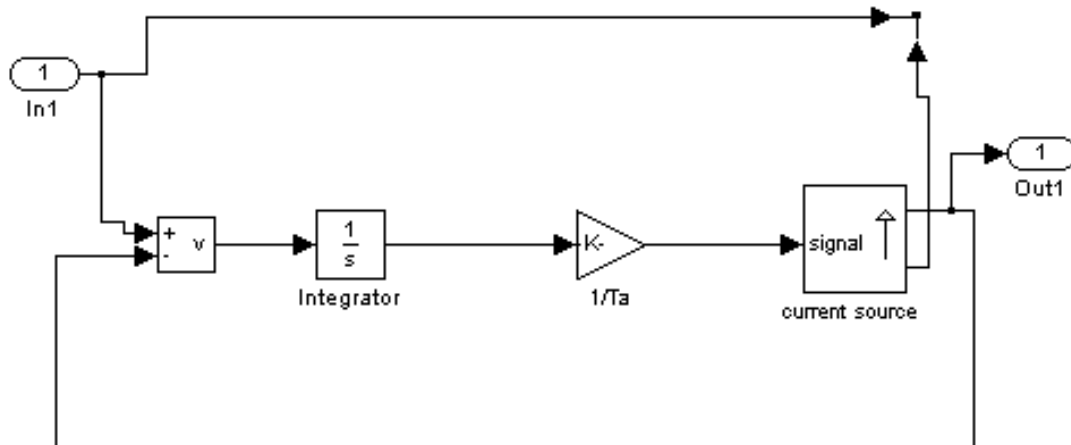 1
In1
1
Out1
+
-
v
1
s
Integrator
K-
1/Ta
signal
current source